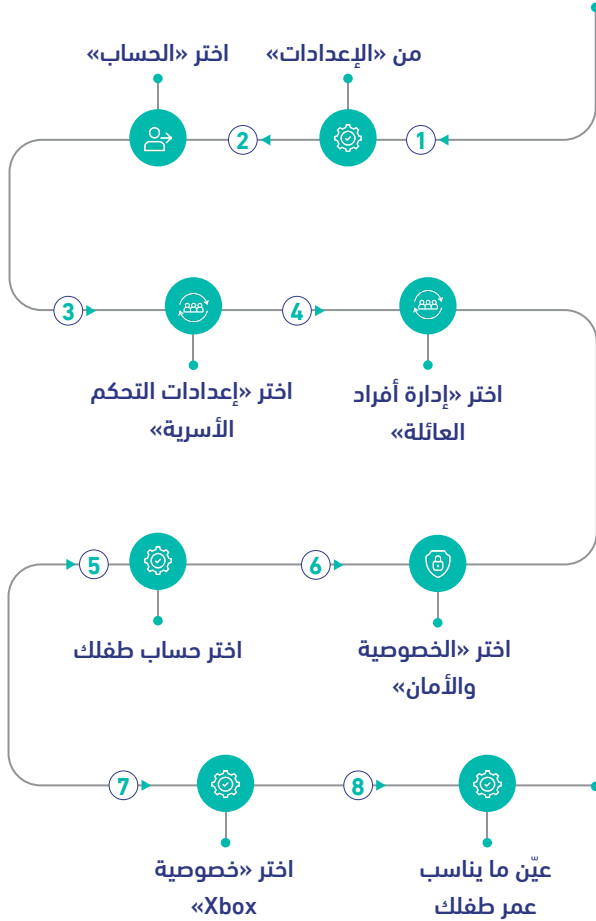 1
من «الإعدادات»
2
اختر «الحساب»
3
اختر «إعدادات التحكم
الأسرية»
4
اختر «إدارة أفراد
العائلة»
5
اختر حساب طفلك
6
اختر «الخصوصية
والأمان»
7
اختر «خصوصية
Xbox»
8
عيّن ما يناسب
عمر طفلك